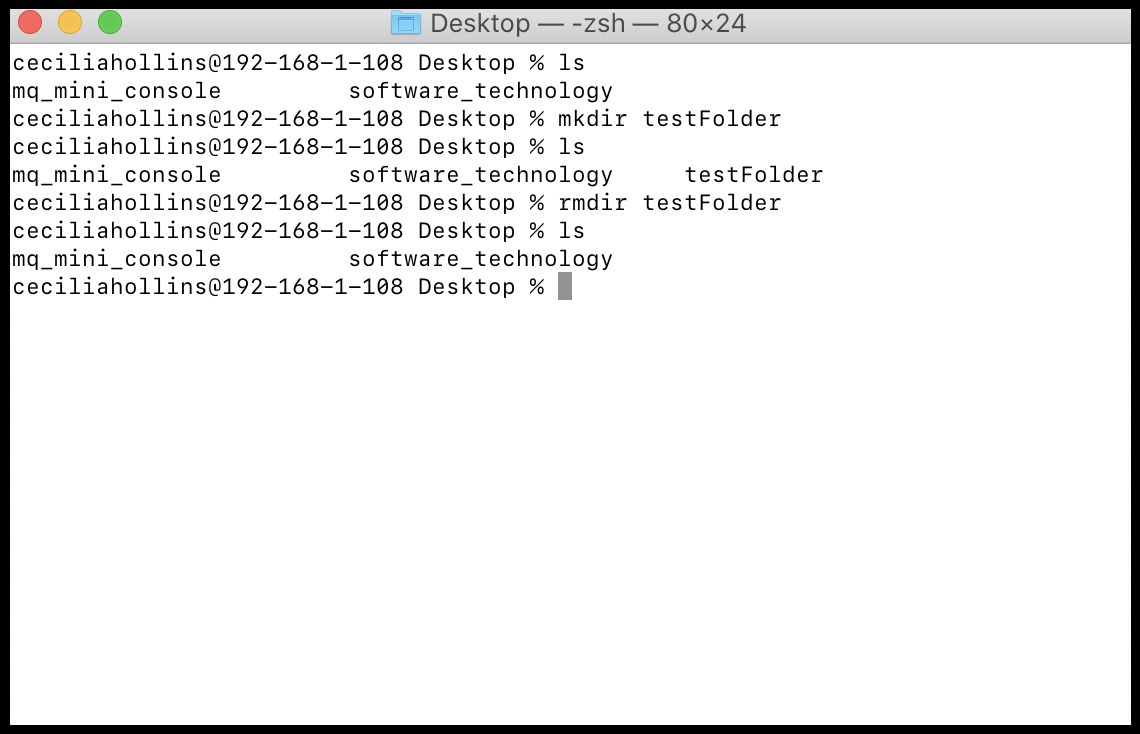 Desktop — -zsh — 80×24
ceciliahollins@192-168-1-108 Desktop % ls
mq_mini_console         software_technology
ceciliahollins@192-168-1-108 Desktop % mkdir testFolder
ceciliahollins@192-168-1-108 Desktop % ls
mq_mini_console         software_technology     testFolder
ceciliahollins@192-168-1-108 Desktop % rmdir testFolder
ceciliahollins@192-168-1-108 Desktop % ls
mq_mini_console         software_technology
ceciliahollins@192-168-1-108 Desktop %